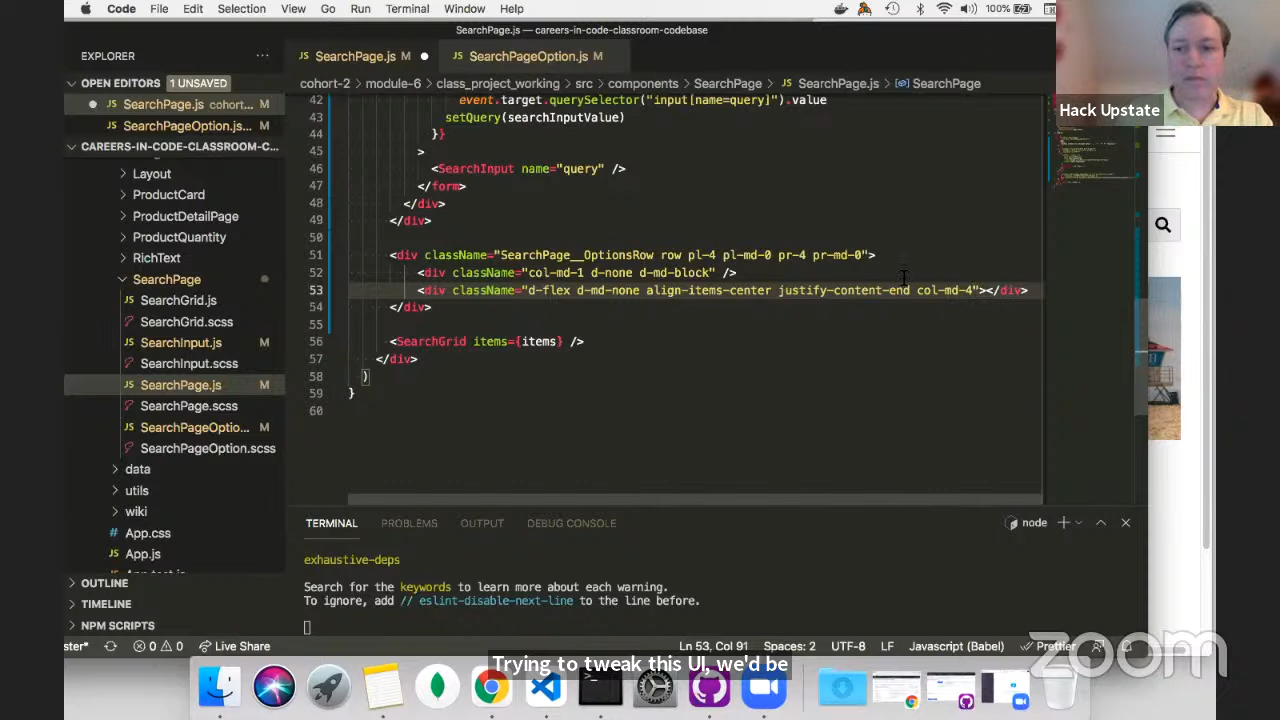 Code File Edit Selection View Go Run Terminal Window Help 100%
SearchPage.js — careers-in-code-classroom-codebase
EXPLORER
SearchPage.js M
SearchPageOption.js M
Hack Upstate
OPEN EDITORS 1 UNSAVED
cohort-2 > module-6 > class_project_working > src > components > SearchPage > JS SearchPage.js > SearchPage
JS SearchPage.js cohort... M
JS SearchPageOption.js... M
CAREERS-IN-CODE-CLASSROOM-C...
Layout
ProductCard
ProductDetailPage
ProductQuantity
RichText
SearchPage
JS SearchGrid.js
SearchGrid.scss
JS SearchInput.js M
SearchInput.scss
JS SearchPage.js M
SearchPage.scss
JS SearchPageOptio... M
SearchPageOption.scss
data
utils
wiki
App.css
JS App.js
OUTLINE
TIMELINE
NPM SCRIPTS
42 event.target.querySelector("input[name=query]").value
43 setQuery(searchInputValue)
44 }}
45 >
46 <SearchInput name="query" />
47 </form>
48 </div>
49 </div>
50
51 <div className="SearchPage__OptionsRow row pl-4 pl-md-0 pr-4 pr-md-0">
52 <div className="col-md-1 d-none d-md-block" />
53 <div className="d-flex d-md-none align-items-center justify-content-end col-md-4"></div>
54 </div>
55
56 <SearchGrid items={items} />
57 </div>
58 )
59 }
60
TERMINAL PROBLEMS OUTPUT DEBUG CONSOLE node
exhaustive-deps
Search for the keywords to learn more about each warning.
To ignore, add // eslint-disable-next-line to the line before.
ster* 0 0 Live Share Ln 53, Col 91 Spaces: 2 UTF-8 LF Javascript (Babel) Prettier
Trying to tweak this UI, we'd be
zoom